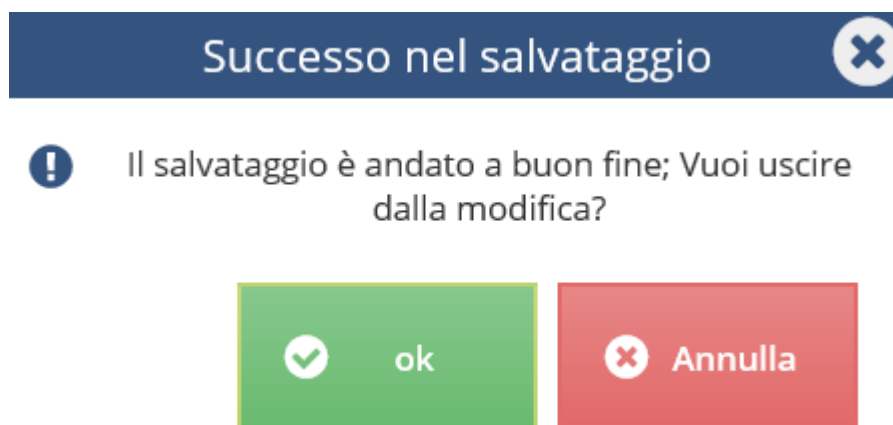 Successo nel salvataggio
Il salvataggio è andato a buon fine; Vuoi uscire
dalla modifica?
ok
Annulla